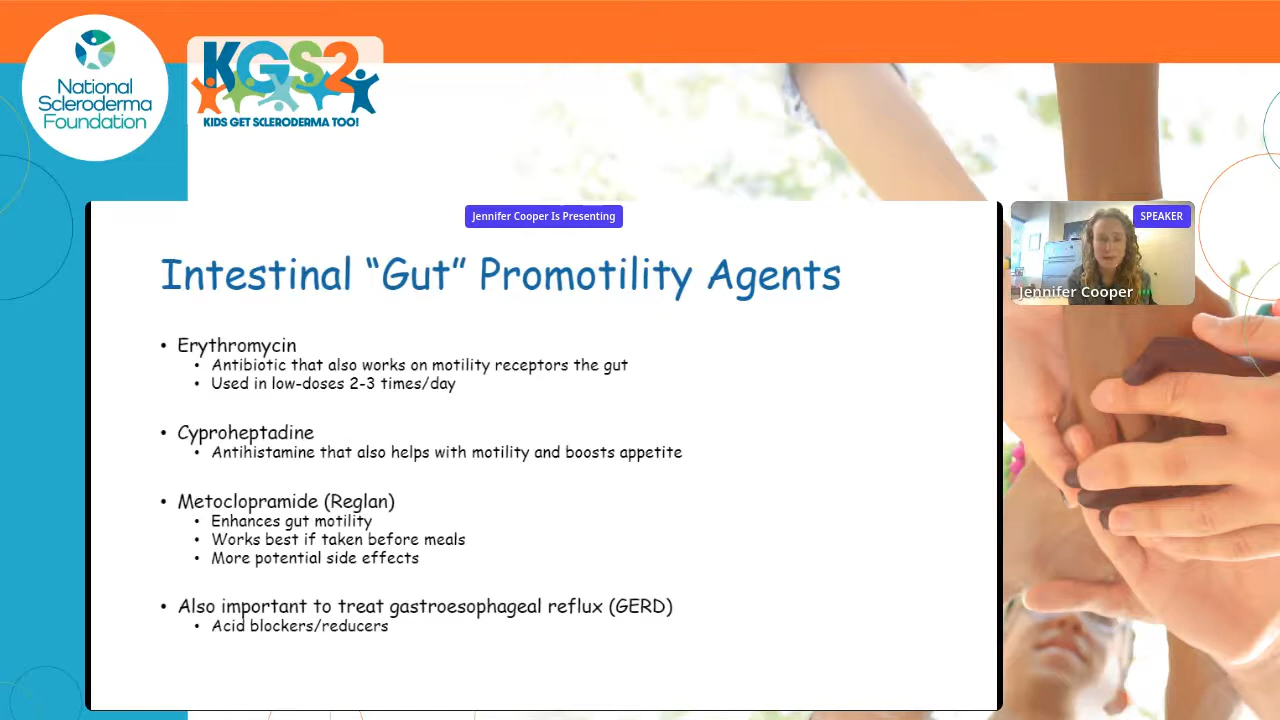 National
Scleroderma
Foundation
KGS2
KIDS GET SCLERODERMA TOO!
Jennifer Cooper Is Presenting
SPEAKER
Jennifer Cooper
Intestinal “Gut” Promotility Agents
• Erythromycin
• Antibiotic that also works on motility receptors the gut
• Used in low-doses 2-3 times/day
• Cyproheptadine
• Antihistamine that also helps with motility and boosts appetite
• Metoclopramide (Reglan)
• Enhances gut motility
• Works best if taken before meals
• More potential side effects
• Also important to treat gastroesophageal reflux (GERD)
• Acid blockers/reducers